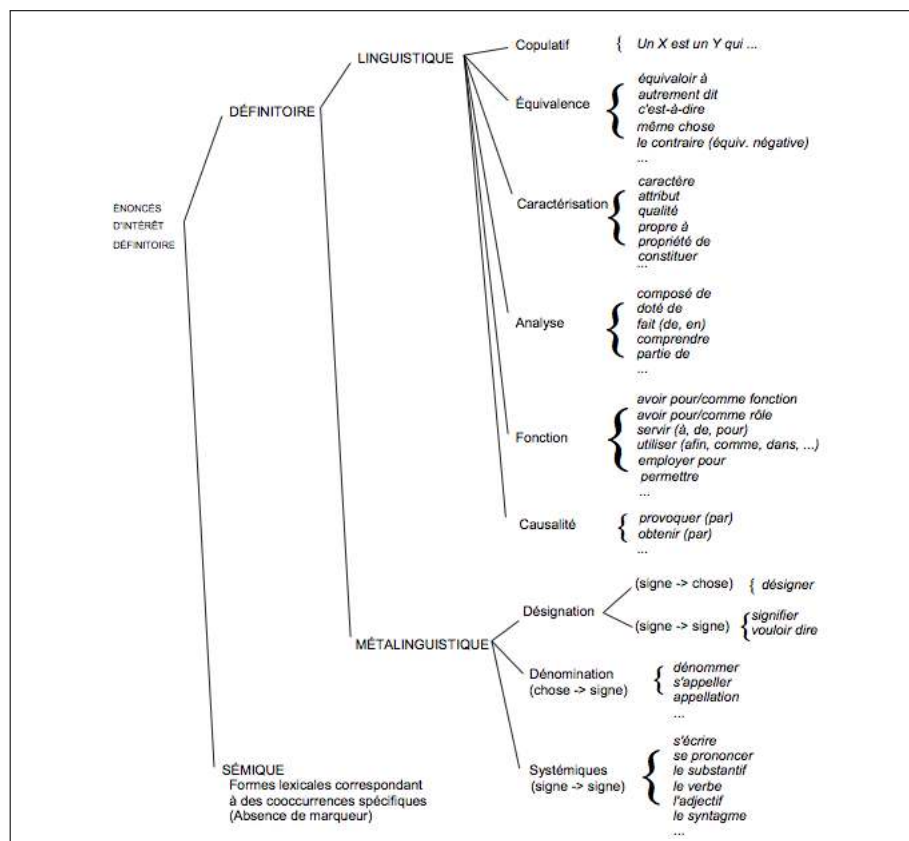 ÉNONCÉS
D'INTÉRÊT
DÉFINITOIRE
DÉFINITOIRE
LINGUISTIQUE
Copulatif
{ Un X est un Y qui ...
Équivalence
{
équivaloir à
autrement dit
c'est-à-dire
même chose
le contraire (équiv. négative)
...
Caractérisation
{
caractère
attribut
qualité
propre à
propriété de
constituer
...
Analyse
{
composé de
doté de
fait (de, en)
comprendre
partie de
...
Fonction
{
avoir pour/comme fonction
avoir pour/comme rôle
servir (à, de, pour)
utiliser (afin, comme, dans, ...)
employer pour
permettre
...
Causalité
{
provoquer (par)
obtenir (par)
...
MÉTALINGUISTIQUE
Désignation
(signe -> chose) { désigner
(signe -> signe) {
signifier
vouloir dire
Dénomination
(chose -> signe)
{
dénommer
s'appeller
appellation
...
Systémiques
(signe -> signe)
{
s'écrire
se prononcer
le substantif
le verbe
l'adjectif
le syntagme
...
SÉMIQUE
Formes lexicales correspondant
à des cooccurrences spécifiques
(Absence de marqueur)